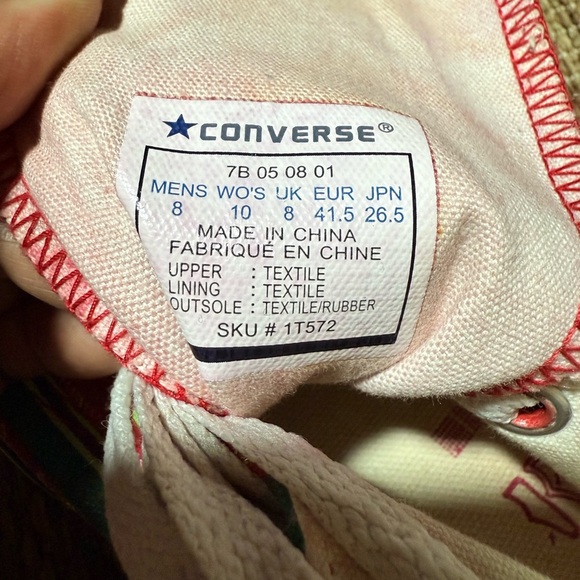 ★CONVERSE®
7B 05 08 01
MENS WO'S UK EUR JPN
8 10 8 41.5 26.5
MADE IN CHINA
FABRIQUÉ EN CHINE
UPPER : TEXTILE
LINING : TEXTILE
OUTSOLE : TEXTILE/RUBBER
SKU # 1T572